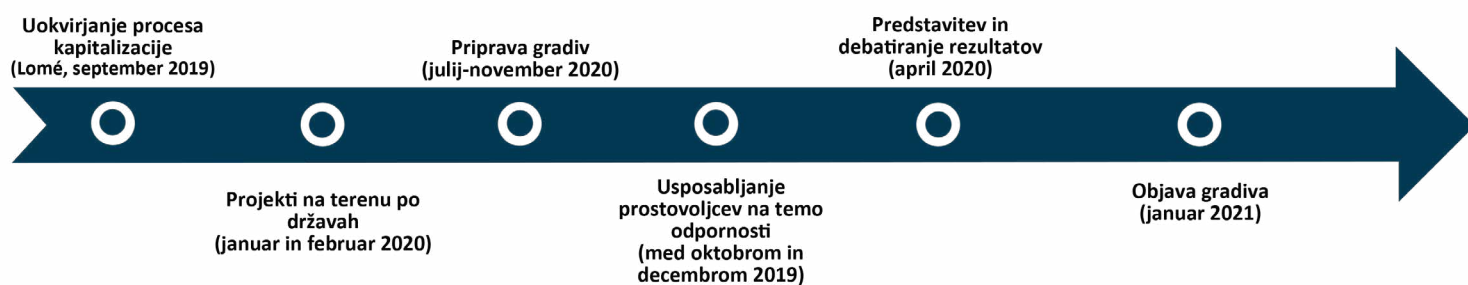 Uokvirjanje procesa
kapitalizacije
(Lomé, september 2019)
Projekti na terenu po
državah
(januar in februar 2020)
Priprava gradiv
(julij-november 2020)
Usposabljanje
prostovoljcev na temo
odpornosti
(med oktobrom in
decembrom 2019)
Predstavitev in
debatiranje rezultatov
(april 2020)
Objava gradiva
(januar 2021)